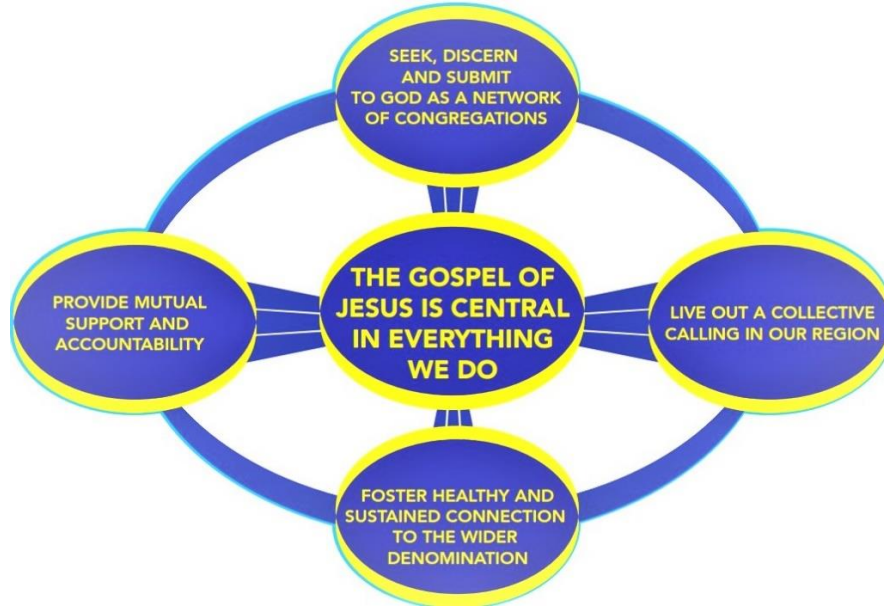 SEEK, DISCERN
AND SUBMIT
TO GOD AS A NETWORK
OF CONGREGATIONS
PROVIDE MUTUAL
SUPPORT AND
ACCOUNTABILITY
THE GOSPEL OF
JESUS IS CENTRAL
IN EVERYTHING
WE DO
LIVE OUT A COLLECTIVE
CALLING IN OUR REGION
FOSTER HEALTHY AND
SUSTAINED CONNECTION
TO THE WIDER
DENOMINATION